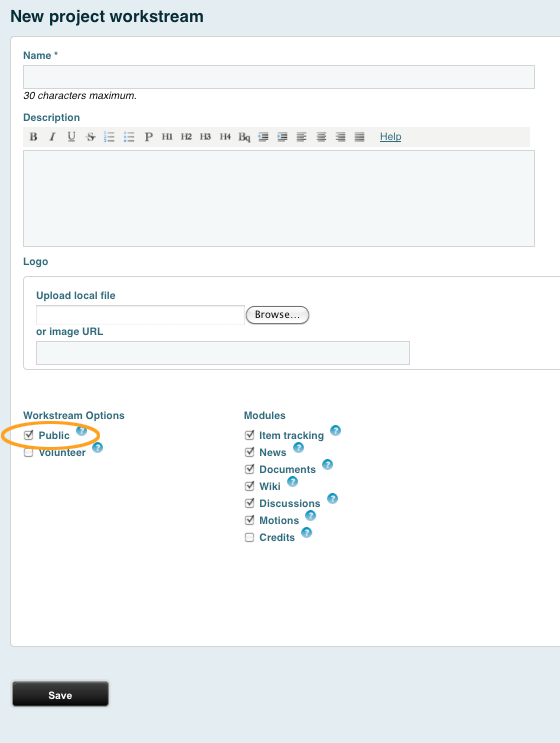 New project workstream
Name *
30 characters maximum.
Description
B I U S P H1 H2 H3 H4 Bq Help
Logo
Upload local file
Browse...
or image URL
Workstream Options
Public ?
Volunteer ?
Modules
Item tracking ?
News ?
Documents ?
Wiki ?
Discussions ?
Motions ?
Credits ?
Save